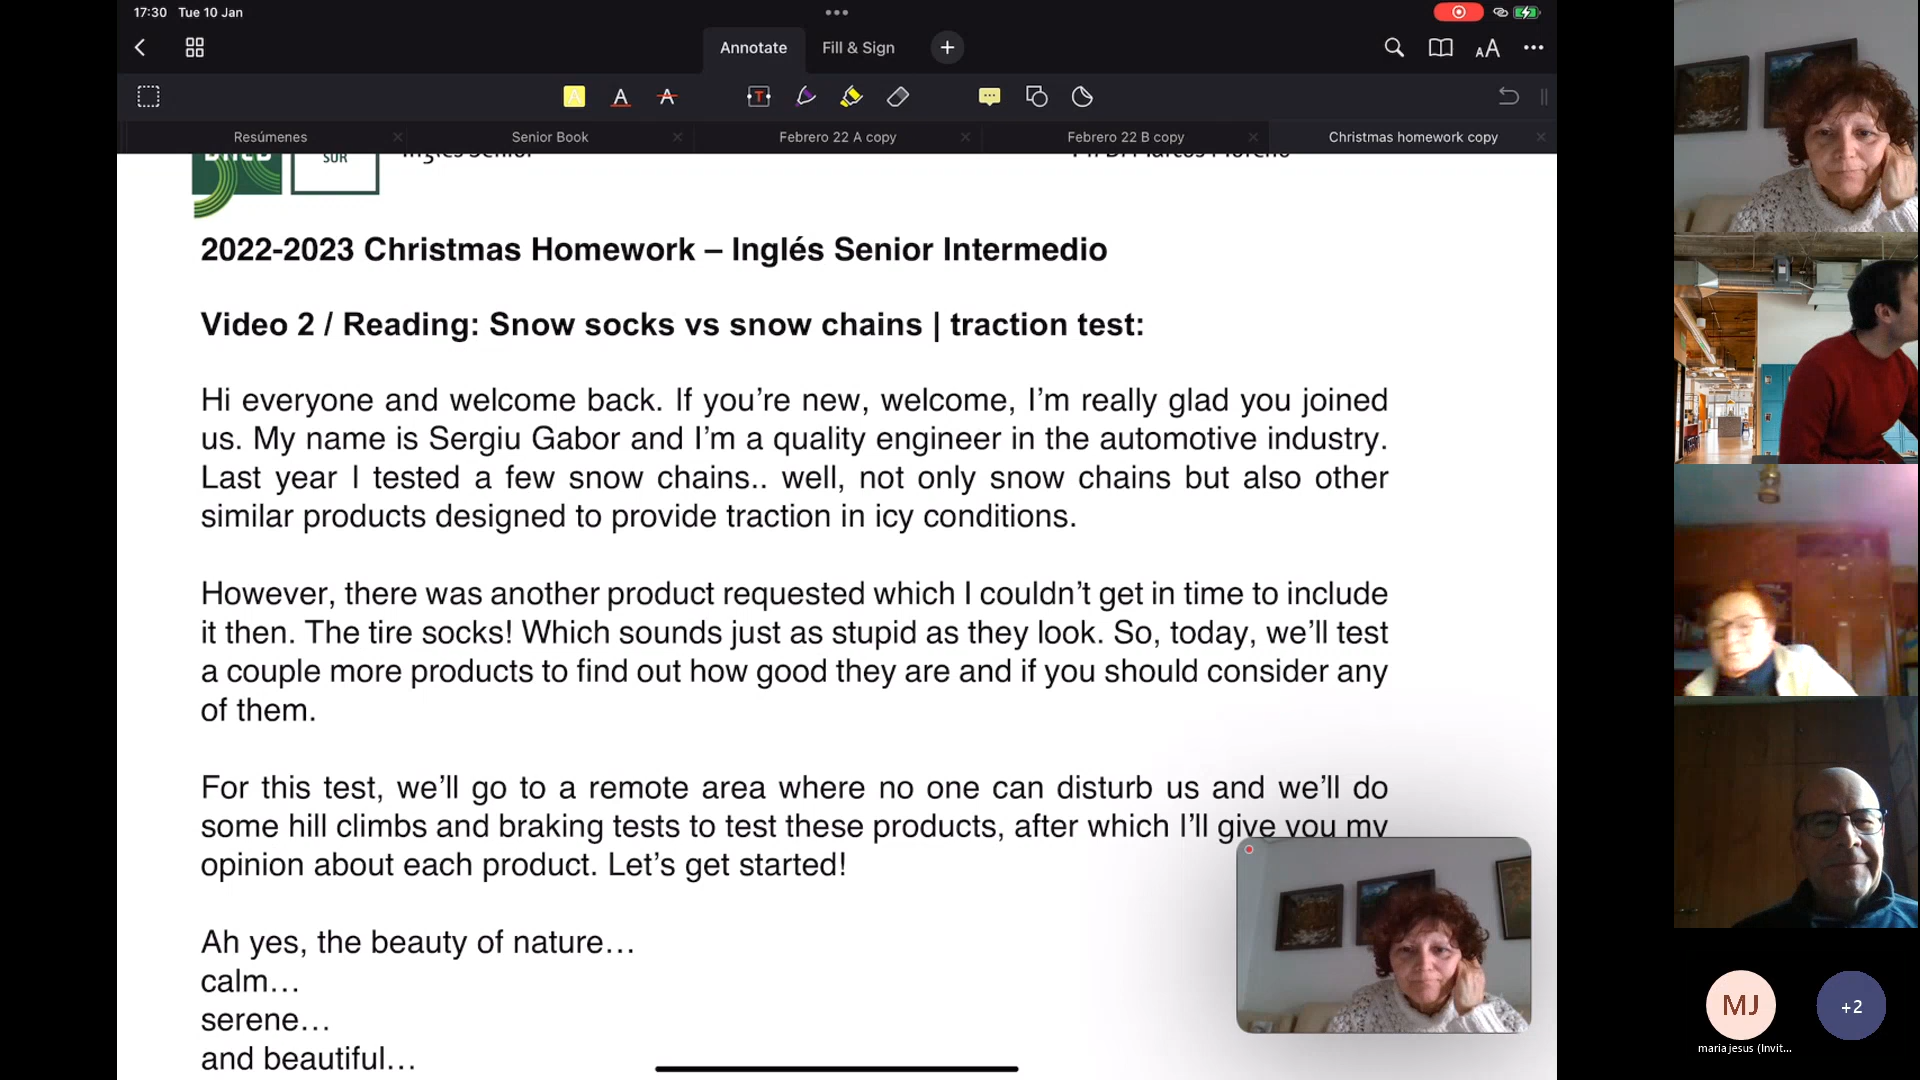 17:30 Tue 10 Jan
Annotate
Fill & Sign
Resúmenes
Senior Book
Febrero 22 A copy
Febrero 22 B copy
Christmas homework copy
SUR
Inglés Senior
2022-2023 Christmas Homework – Inglés Senior Intermedio
Video 2 / Reading: Snow socks vs snow chains | traction test:
Hi everyone and welcome back. If you’re new, welcome, I’m really glad you joined
us. My name is Sergiu Gabor and I’m a quality engineer in the automotive industry.
Last year I tested a few snow chains.. well, not only snow chains but also other
similar products designed to provide traction in icy conditions.
However, there was another product requested which I couldn’t get in time to include
it then. The tire socks! Which sounds just as stupid as they look. So, today, we’ll test
a couple more products to find out how good they are and if you should consider any
of them.
For this test, we’ll go to a remote area where no one can disturb us and we’ll do
some hill climbs and braking tests to test these products, after which I’ll give you my
opinion about each product. Let’s get started!
Ah yes, the beauty of nature…
calm…
serene…
and beautiful…
MJ
+2
maria jesus (Invit...